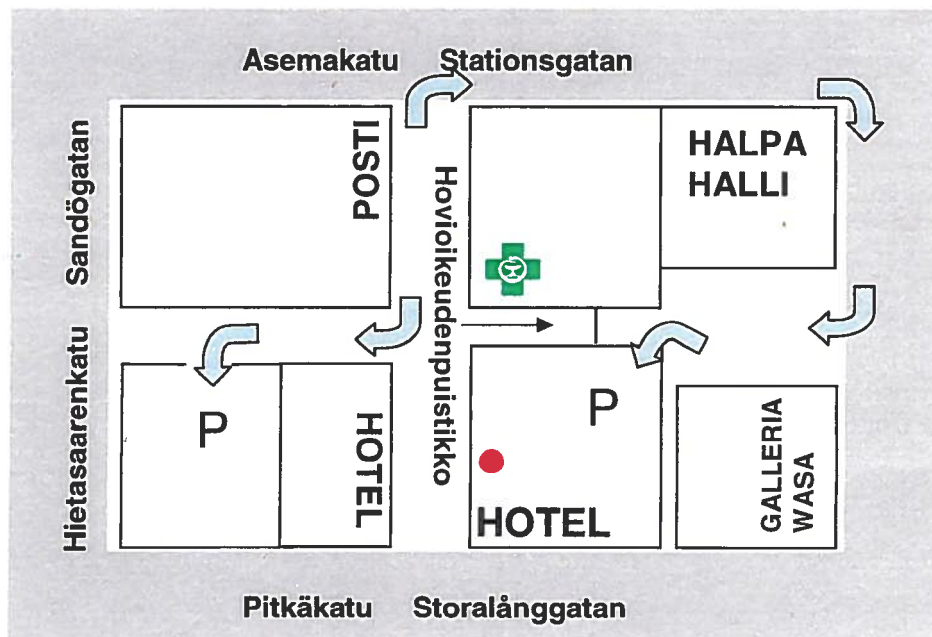 Asemakatu Stationsgatan
POSTI
HALPA
HALLI
Sandögatan
Hietasaarenkatu
Hovioikeudenpuistikko
P
HOTEL
P
HOTEL
GALLERIA
WASA
Pitkäkatu Storalånggatan